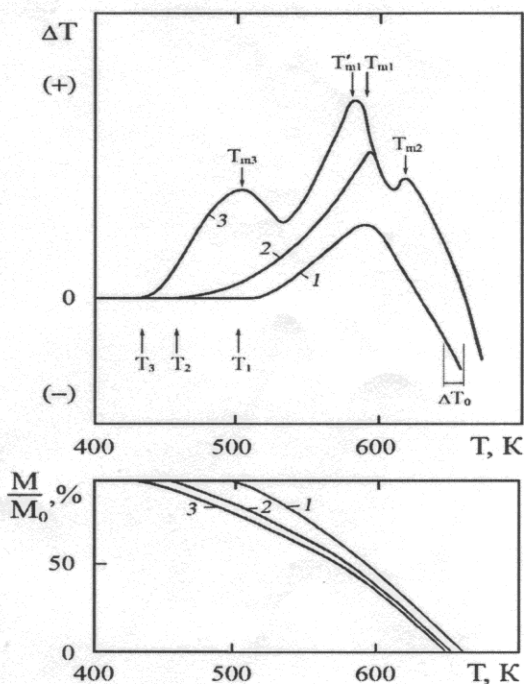 ΔT
(+)
T'm1 Tm1
Tm3
Tm2
3
2
1
0
T3 T2 T1
(−)
ΔT0
400 500 600 T, K
M/M0, %
1
2
3
50
0
400 500 600 T, K